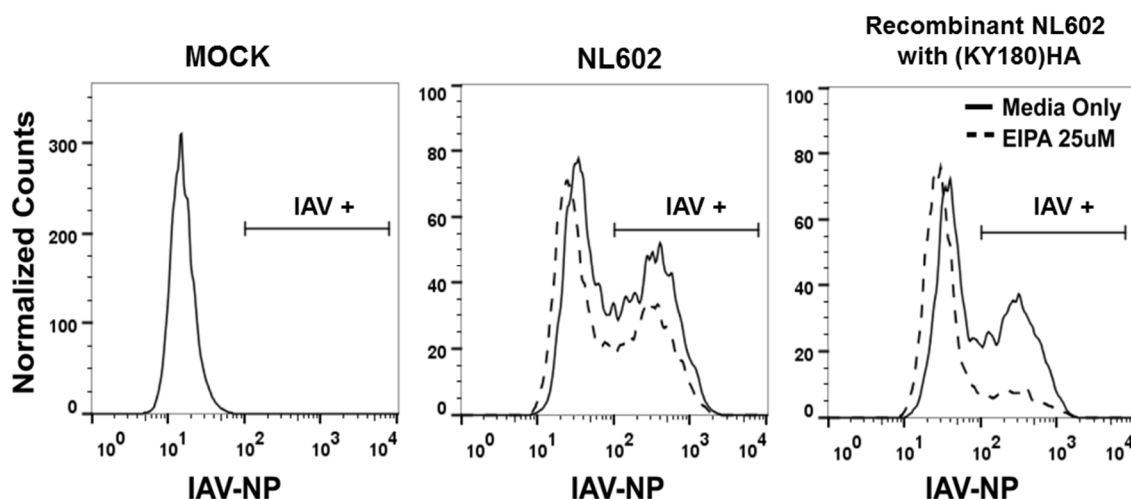 MOCK
NL602
Recombinant NL602
with (KY180)HA
Normalized Counts
300
200
100
0
IAV +
10^0 10^1 10^2 10^3 10^4
IAV-NP
100
80
60
40
20
0
IAV +
10^0 10^1 10^2 10^3 10^4
IAV-NP
100
80
60
40
20
0
Media Only
EIPA 25uM
IAV +
10^0 10^1 10^2 10^3 10^4
IAV-NP